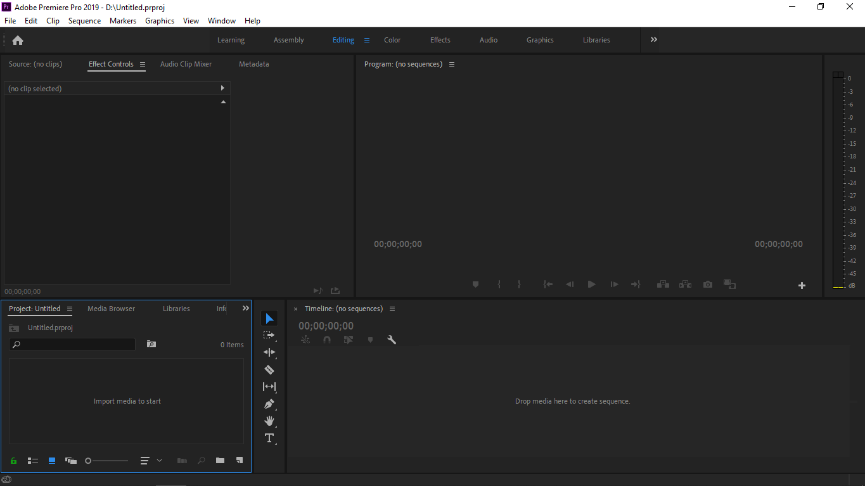 Adobe Premiere Pro 2019 - D:\Untitled.prproj
File Edit Clip Sequence Markers Graphics View Window Help
Learning Assembly Editing Color Effects Audio Graphics Libraries
Source: (no clips) Effect Controls Audio Clip Mixer Metadata
Program: (no sequences)
(no clip selected)
00;00;00;00
00;00;00;00 00;00;00;00
0
-3
-6
-9
-12
-15
-18
-21
-24
-27
-30
-33
-36
-39
-42
-45
dB
Project: Untitled Media Browser Libraries Inf
Untitled.prproj
0 Items
Import media to start
Timeline: (no sequences)
00;00;00;00
Drop media here to create sequence.